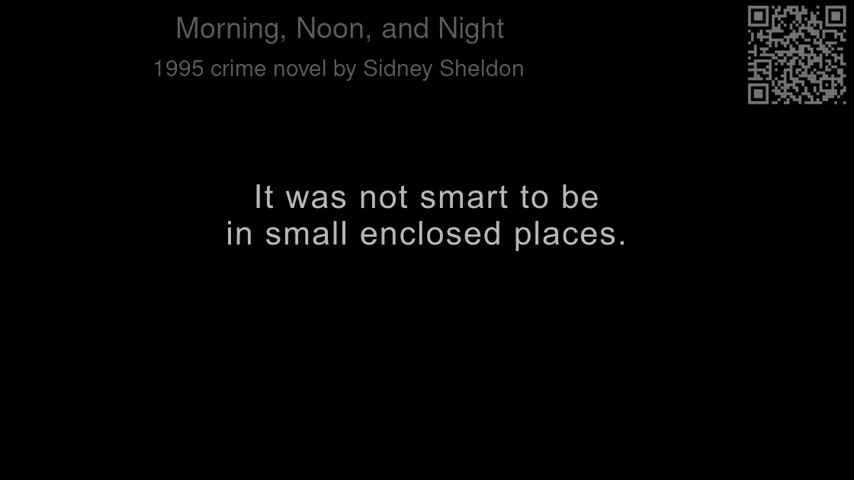 Morning, Noon, and Night
1995 crime novel by Sidney Sheldon
It was not smart to be
in small enclosed places.